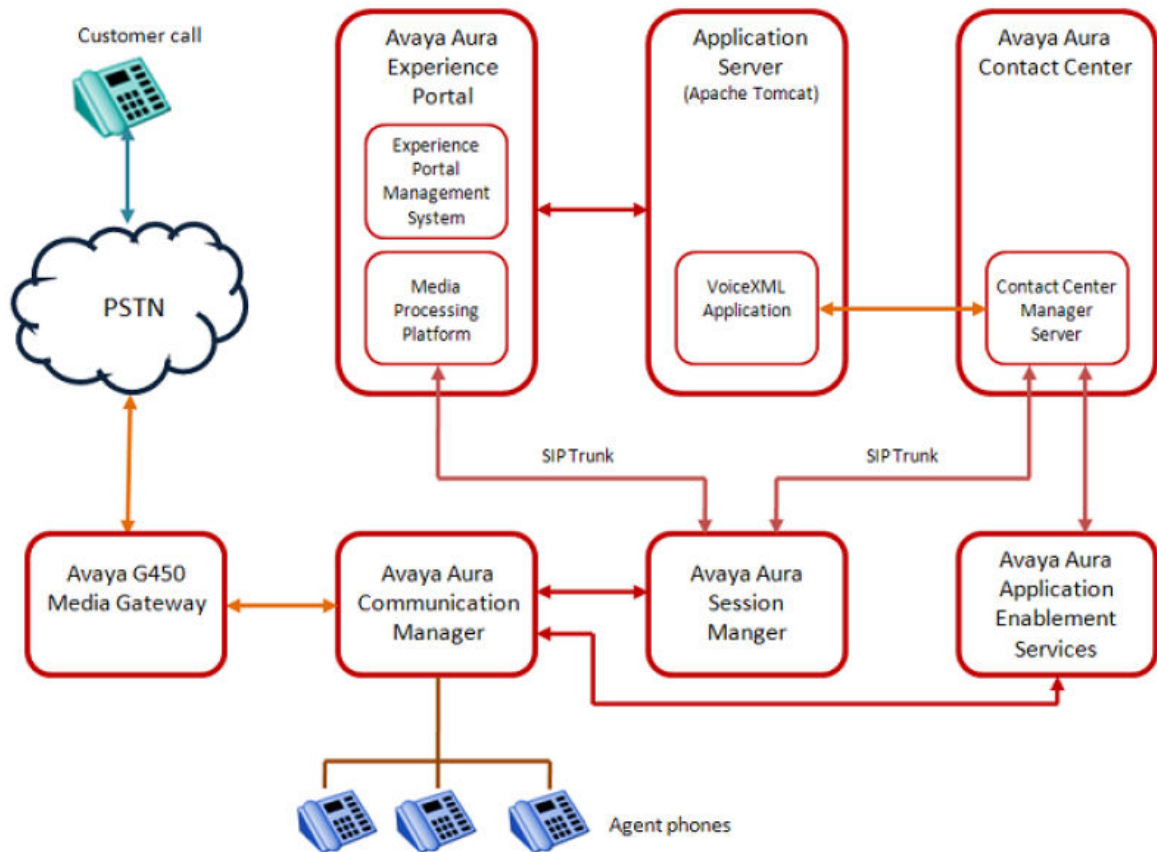 Customer call
PSTN
Avaya Aura
Experience
Portal
Experience
Portal
Management
System
Media
Processing
Platform
Application
Server
(Apache Tomcat)
VoiceXML
Application
Avaya Aura
Contact Center
Contact Center
Manager
Server
SIP Trunk
SIP Trunk
Avaya G450
Media Gateway
Avaya Aura
Communication
Manager
Avaya Aura
Session
Manger
Avaya Aura
Application
Enablement
Services
Agent phones